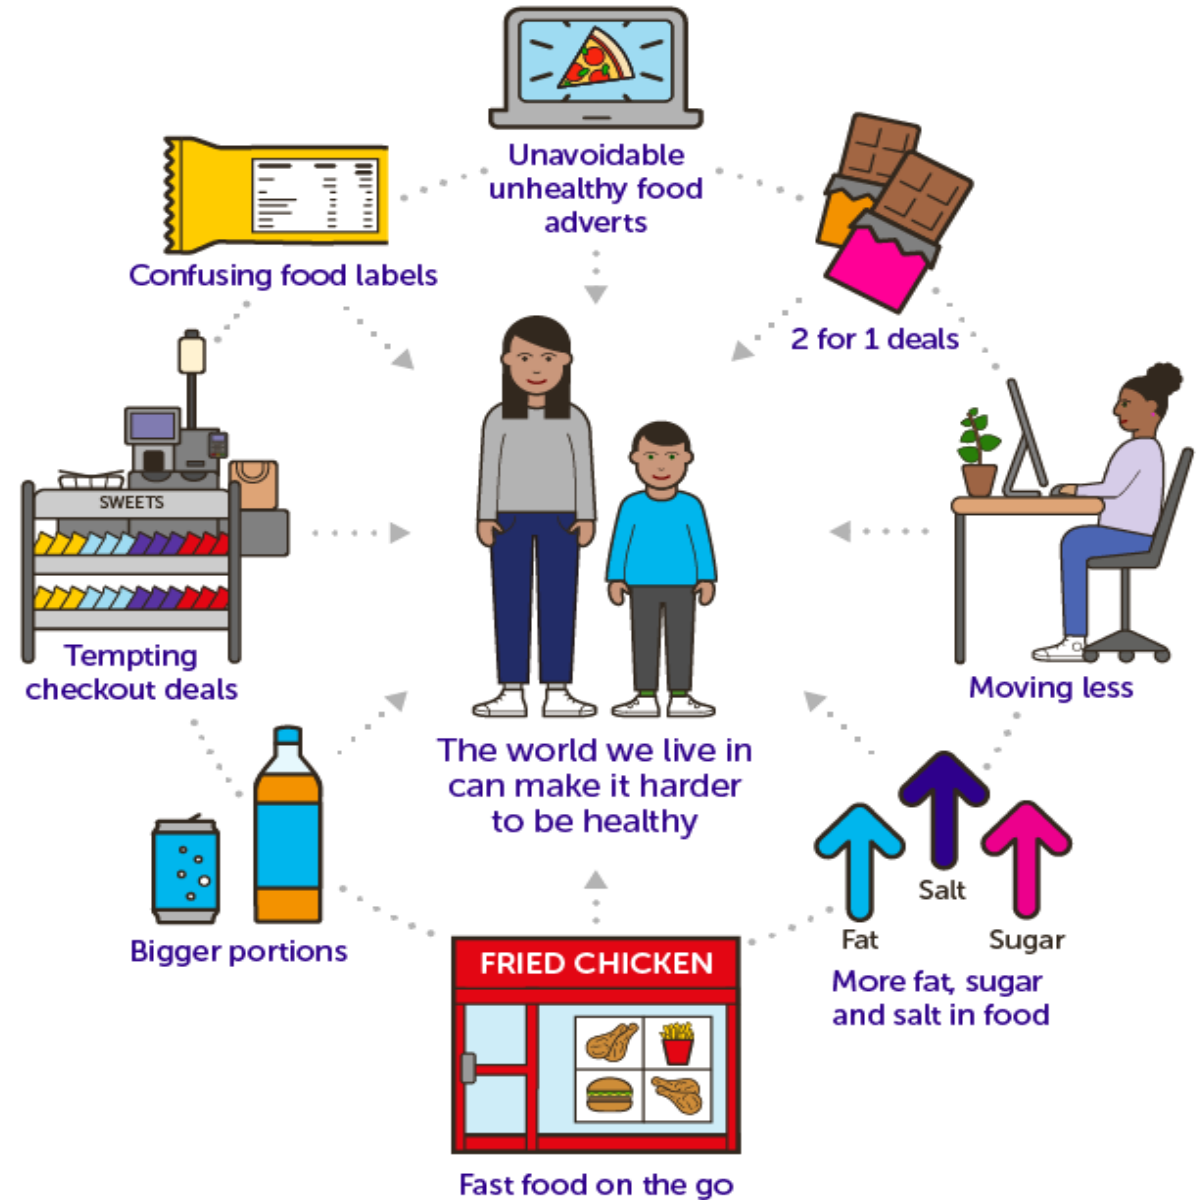 Unavoidable
unhealthy food
adverts
Confusing food labels
2 for 1 deals
SWEETS
Tempting
checkout deals
Moving less
The world we live in
can make it harder
to be healthy
Bigger portions
Salt
Fat
Sugar
More fat, sugar
and salt in food
FRIED CHICKEN
Fast food on the go